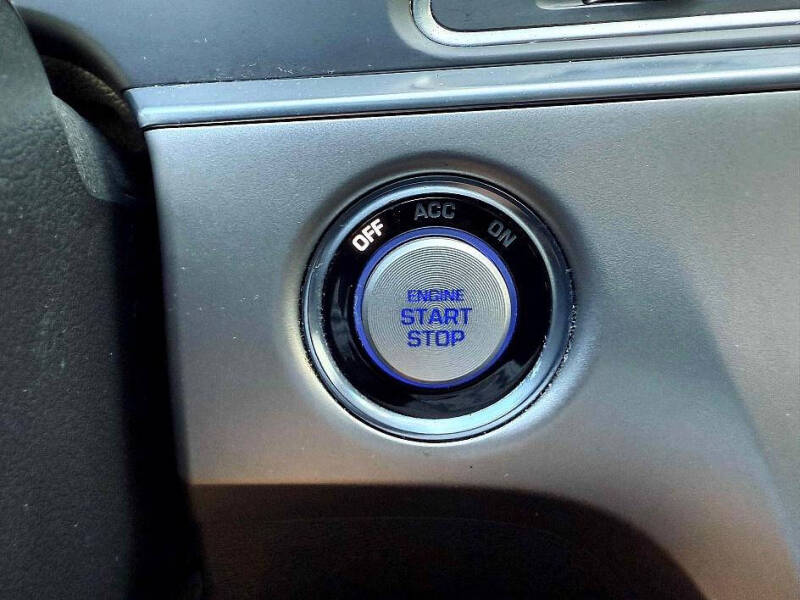 OFF ACC ON
ENGINE
START
STOP